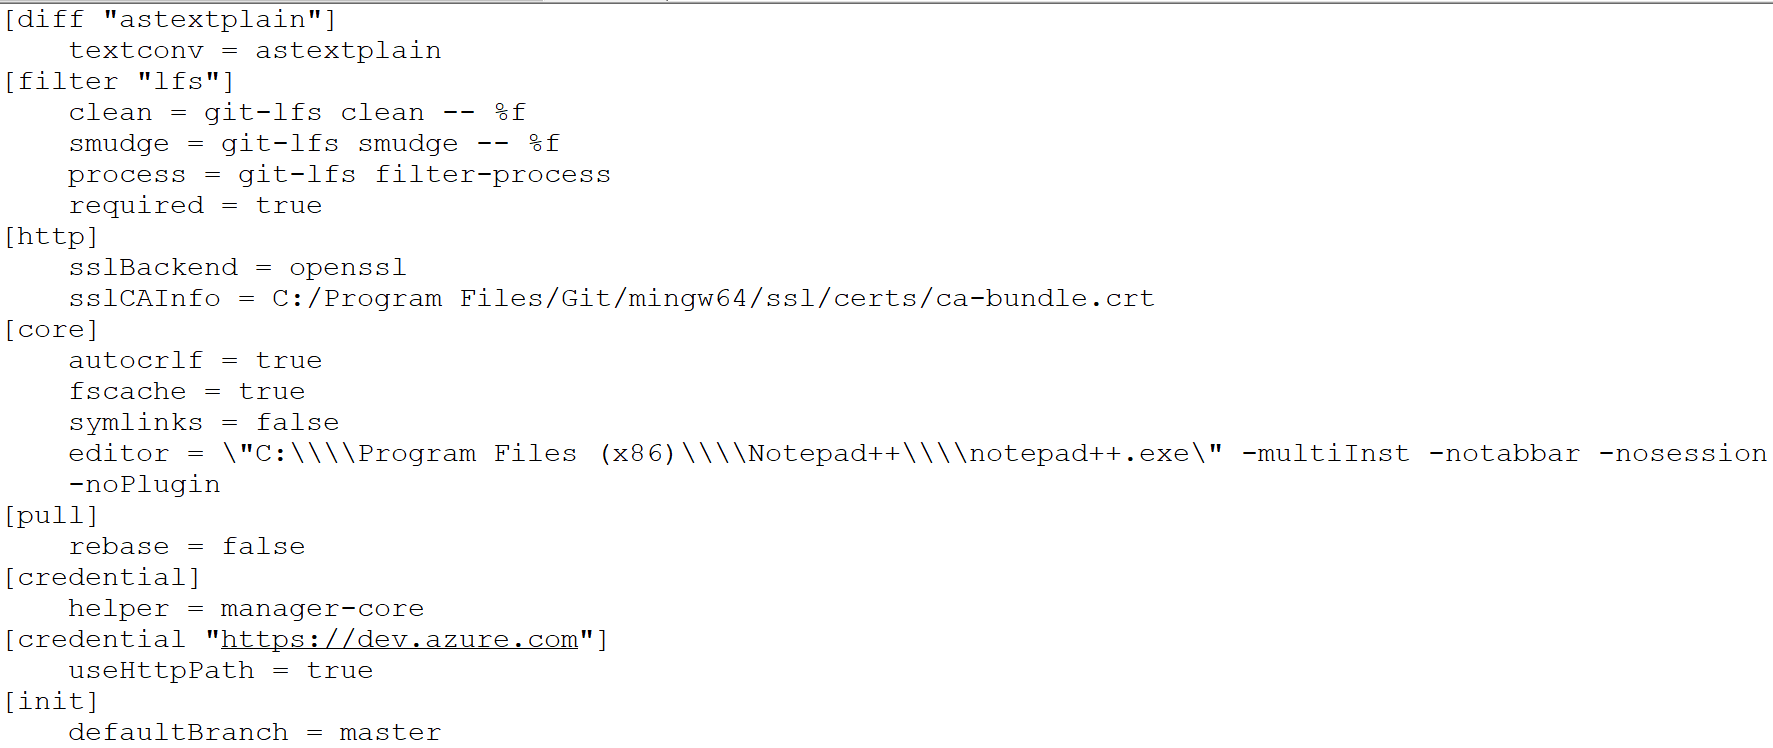 [diff "astextplain"]
    textconv = astextplain
[filter "lfs"]
    clean = git-lfs clean -- %f
    smudge = git-lfs smudge -- %f
    process = git-lfs filter-process
    required = true
[http]
    sslBackend = openssl
    sslCAInfo = C:/Program Files/Git/mingw64/ssl/certs/ca-bundle.crt
[core]
    autocrlf = true
    fscache = true
    symlinks = false
    editor = \"C:\\\\Program Files (x86)\\\\Notepad++\\\\notepad++.exe\" -multiInst -notabbar -nosession
    -noPlugin
[pull]
    rebase = false
[credential]
    helper = manager-core
[credential "https://dev.azure.com"]
    useHttpPath = true
[init]
    defaultBranch = master